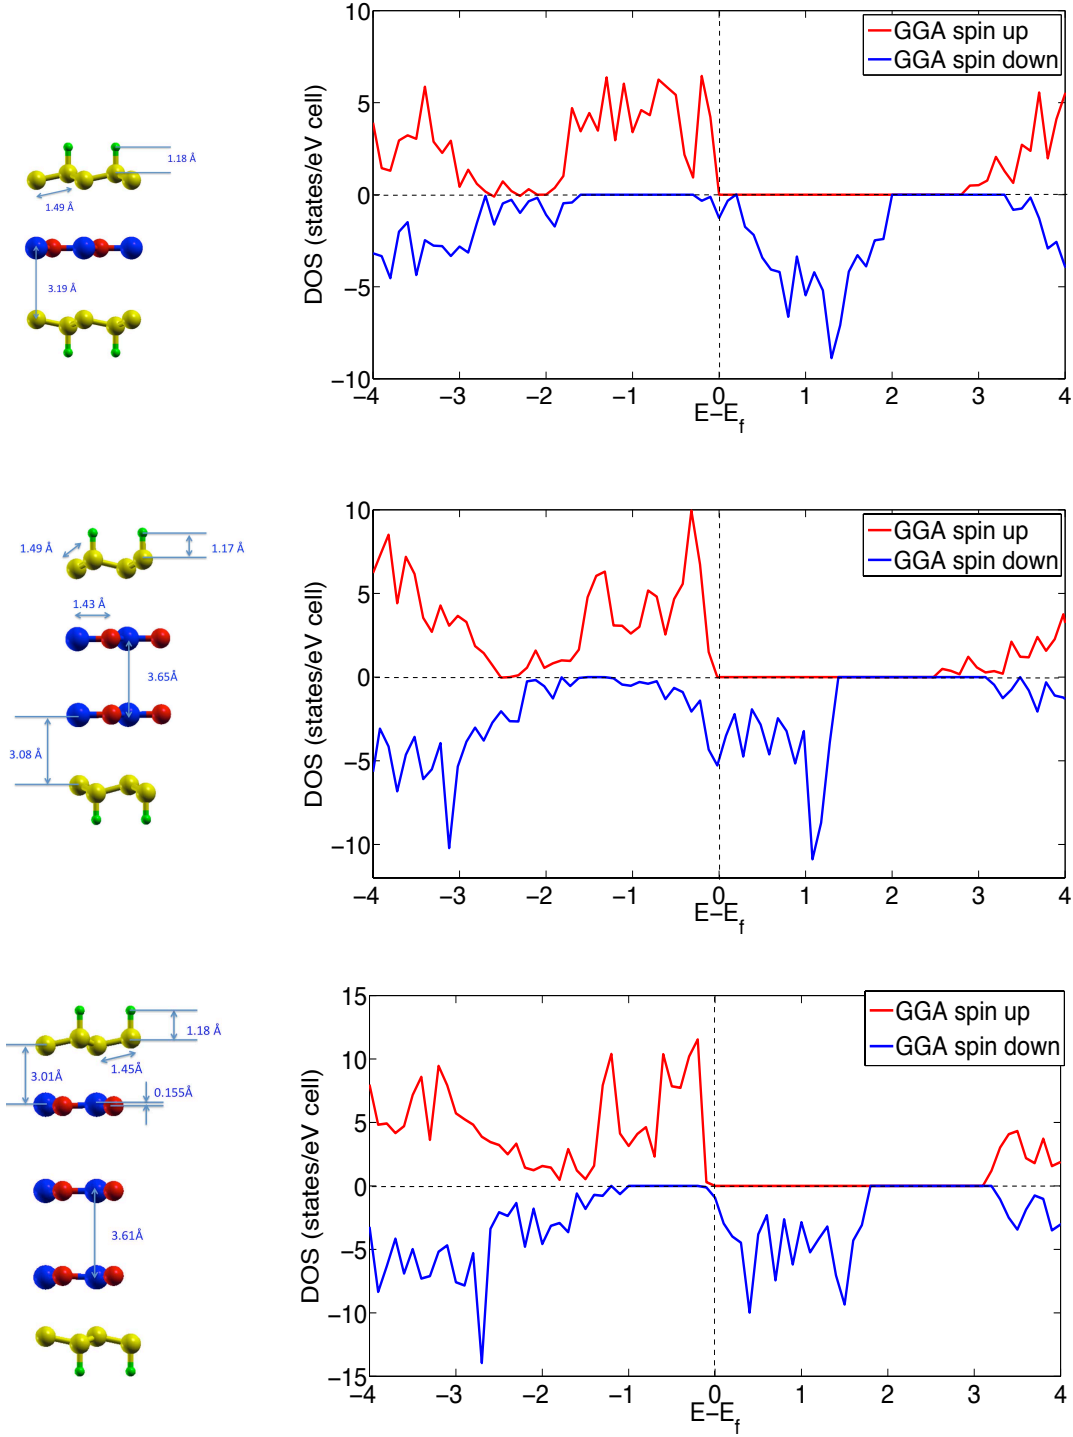 1.18 Å
1.49 Å
3.19 Å
10
5
0
−5
−10
DOS (states/eV cell)
GGA spin up
GGA spin down
−4 −3 −2 −1 0 1 2 3 4
E−E_f
1.49 Å
1.17 Å
1.43 Å
3.65Å
3.08 Å
10
5
0
−5
−10
DOS (states/eV cell)
GGA spin up
GGA spin down
−4 −3 −2 −1 0 1 2 3 4
E−E_f
1.18 Å
1.45Å
3.01Å
0.155Å
3.61Å
15
10
5
0
−5
−10
−15
DOS (states/eV cell)
GGA spin up
GGA spin down
−4 −3 −2 −1 0 1 2 3 4
E−E_f